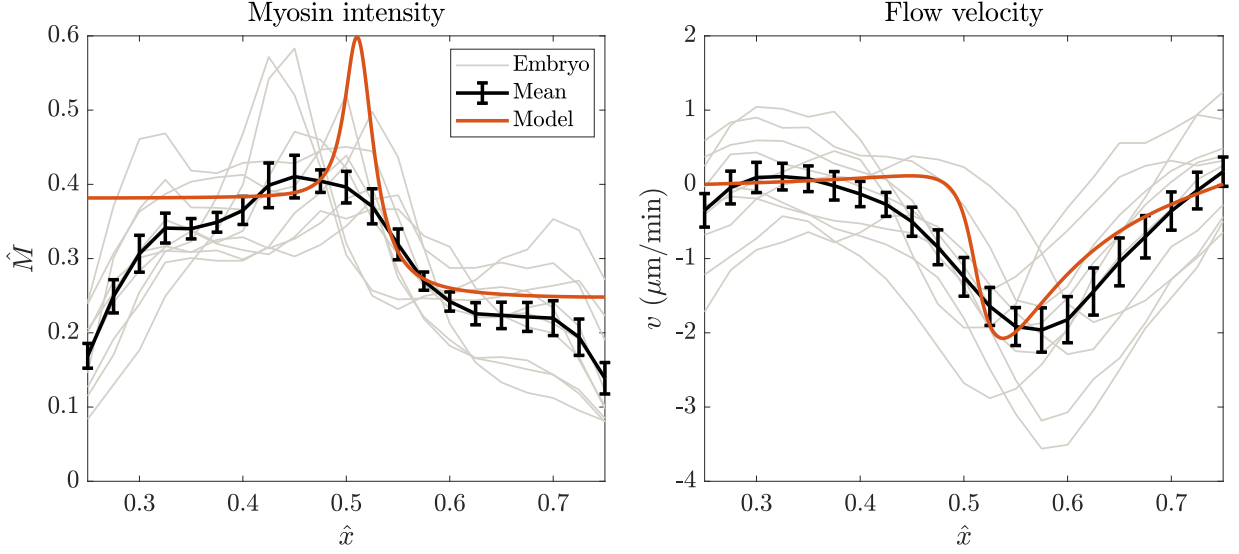 Myosin intensity
0.6
0.5
0.4
0.3
0.2
0.1
0
M̂
0.3 0.4 0.5 0.6 0.7
x̂
Embryo
Mean
Model
Flow velocity
2
1
0
-1
-2
-3
-4
v (μm/min)
0.3 0.4 0.5 0.6 0.7
x̂